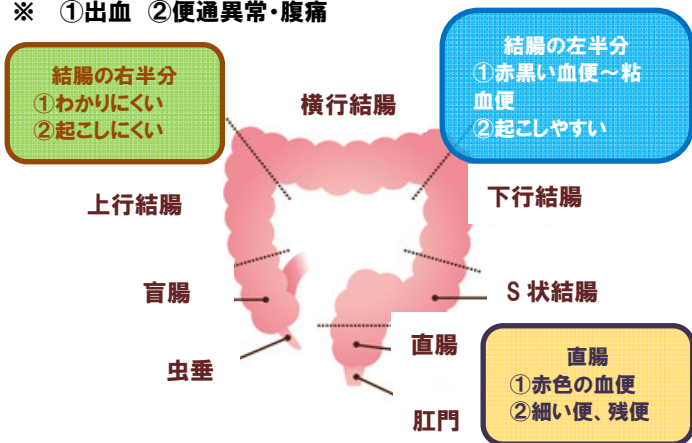 ※　①出血　②便通異常・腹痛
結腸の右半分
①わかりにくい
②起こしにくい
結腸の左半分
①赤黒い血便～粘
血便
②起こしやすい
横行結腸
上行結腸
下行結腸
盲腸
S状結腸
虫垂
直腸
肛門
直腸
①赤色の血便
②細い便、残便